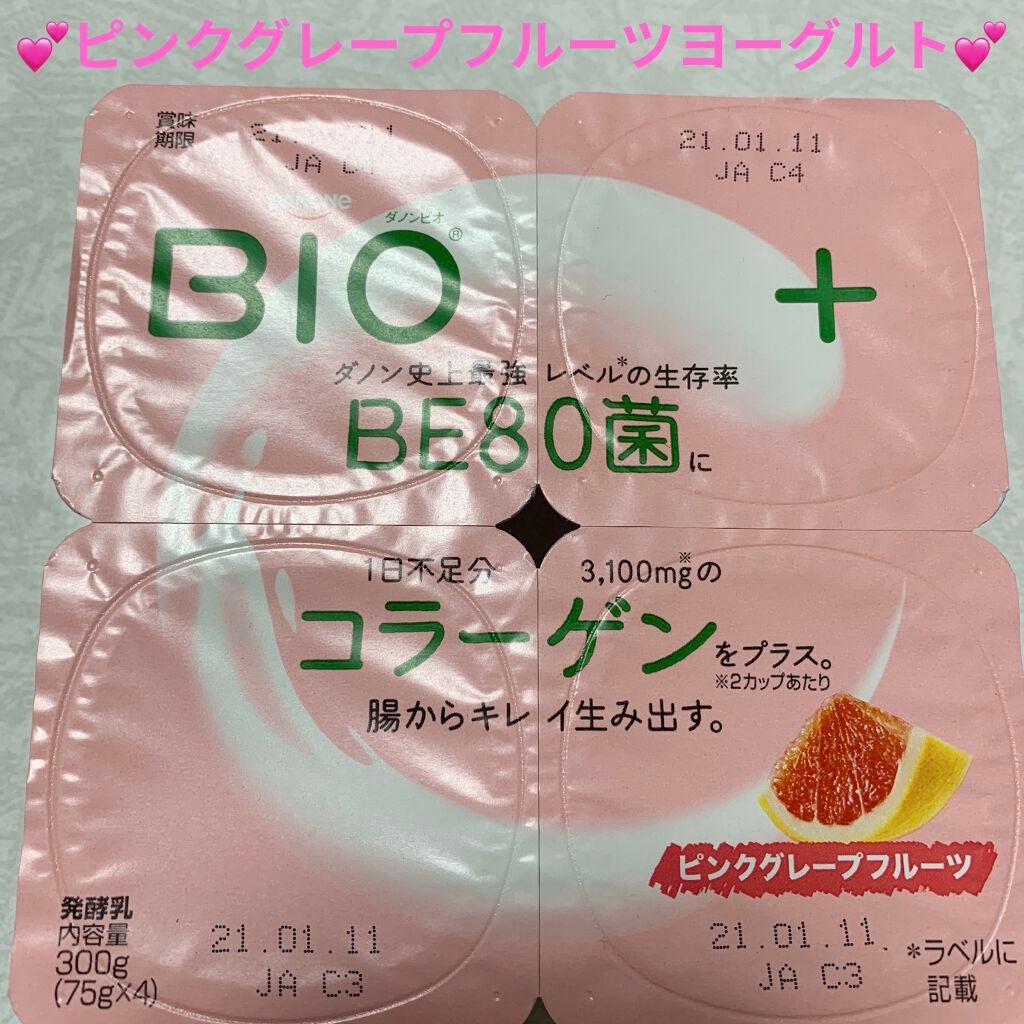 💕ピンクグレープフルーツヨーグルト💕
賞味
期限
21.01.11
JA C4
ダノンビオ
BIO®
+
ダノン史上最強レベル*の生存率
BE80菌に
1日不足分 3,100mg※の
コラーゲンをプラス。
※2カップあたり
腸からキレイ生み出す。
ピンクグレープフルーツ
発酵乳
内容量
300g
(75g×4)
21.01.11
JA C3
21.01.11.
JA C3
*ラベルに
記載